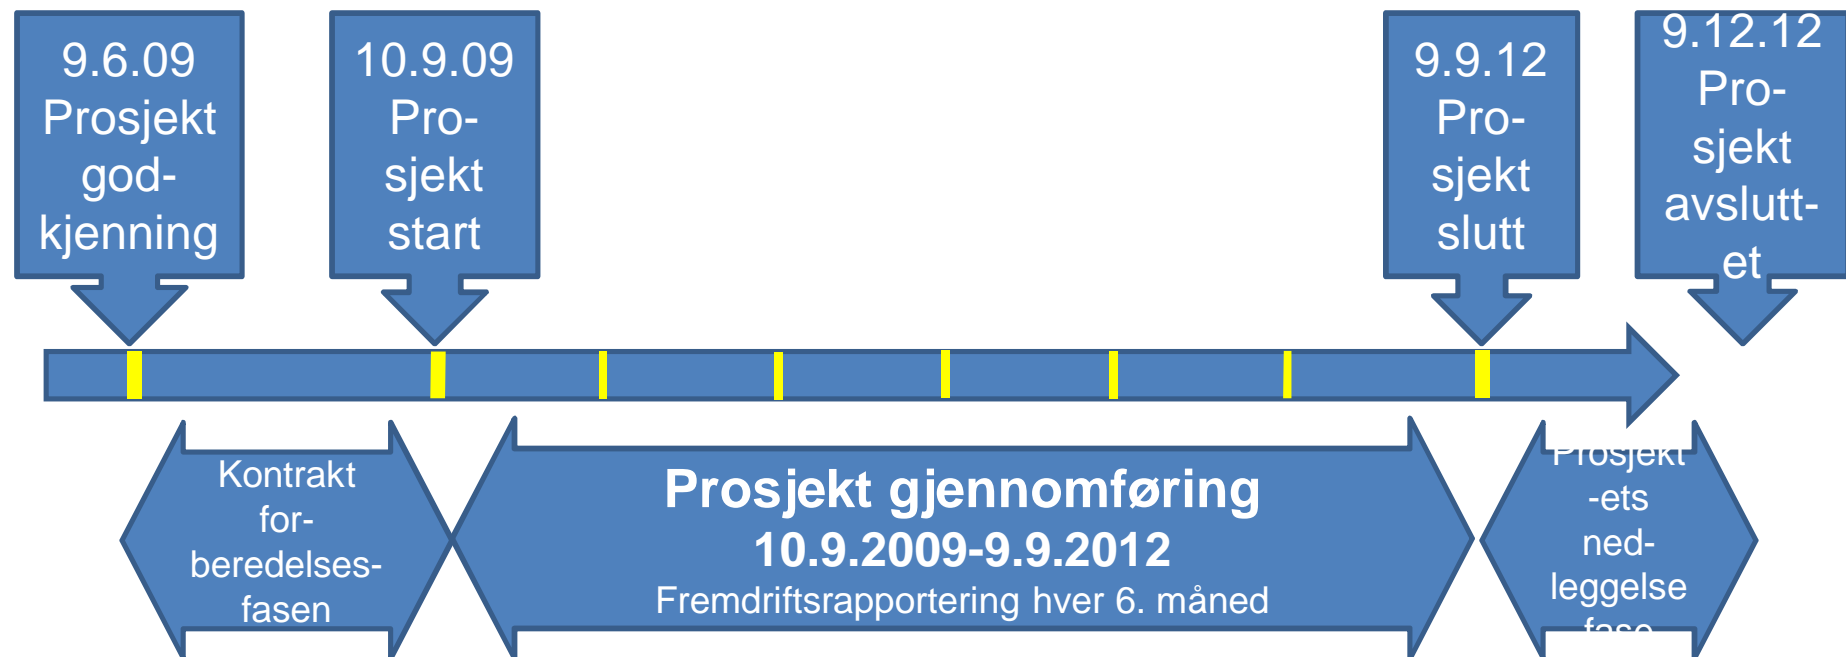 9.6.09
Prosjekt
god-
kjenning
10.9.09
Pro-
sjekt
start
9.9.12
Pro-
sjekt
slutt
9.12.12
Pro-
sjekt
avslutt-
et
Kontrakt
for-
beredelses-
fasen
Prosjekt gjennomføring
10.9.2009-9.9.2012
Fremdriftsrapportering hver 6. måned
Prosjekt
-ets
ned-
leggelse
fase